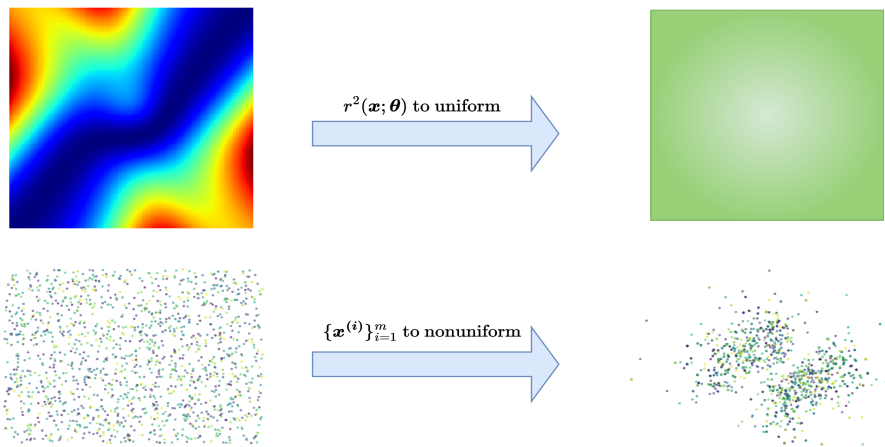 r²(x; θ) to uniform
{x⁽ⁱ⁾}ᵢ₌₁ᵐ to nonuniform